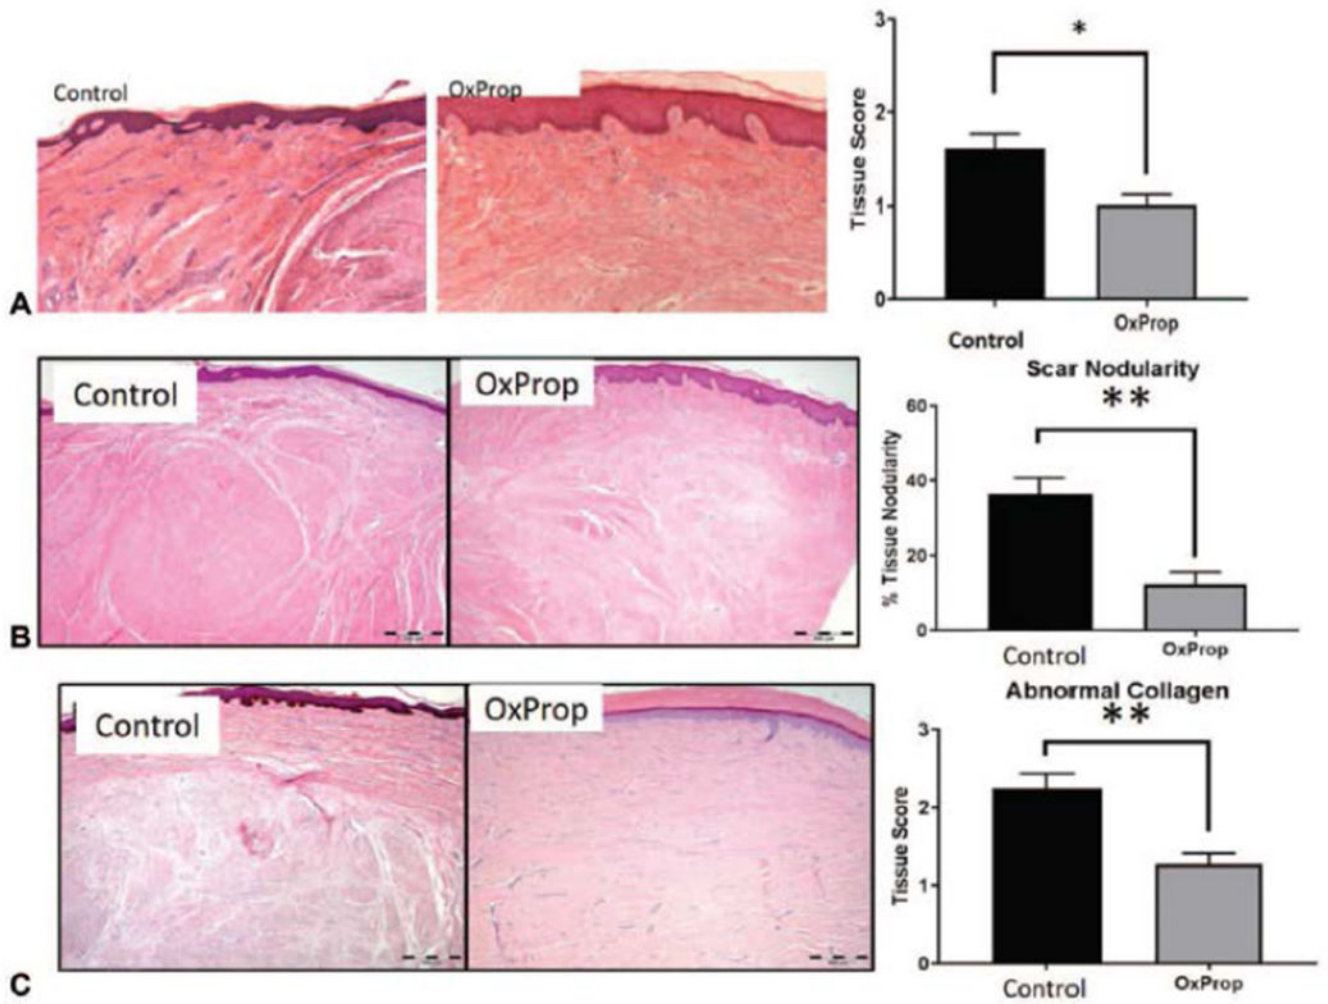 Control
OxProp
*
3
2
1
0
Tissue Score
Control
OxProp
A
Control
OxProp
Scar Nodularity
**
60
40
20
0
% Tissue Nodularity
Control
OxProp
B
Control
OxProp
Abnormal Collagen
**
3
2
1
0
Tissue Score
Control
OxProp
C